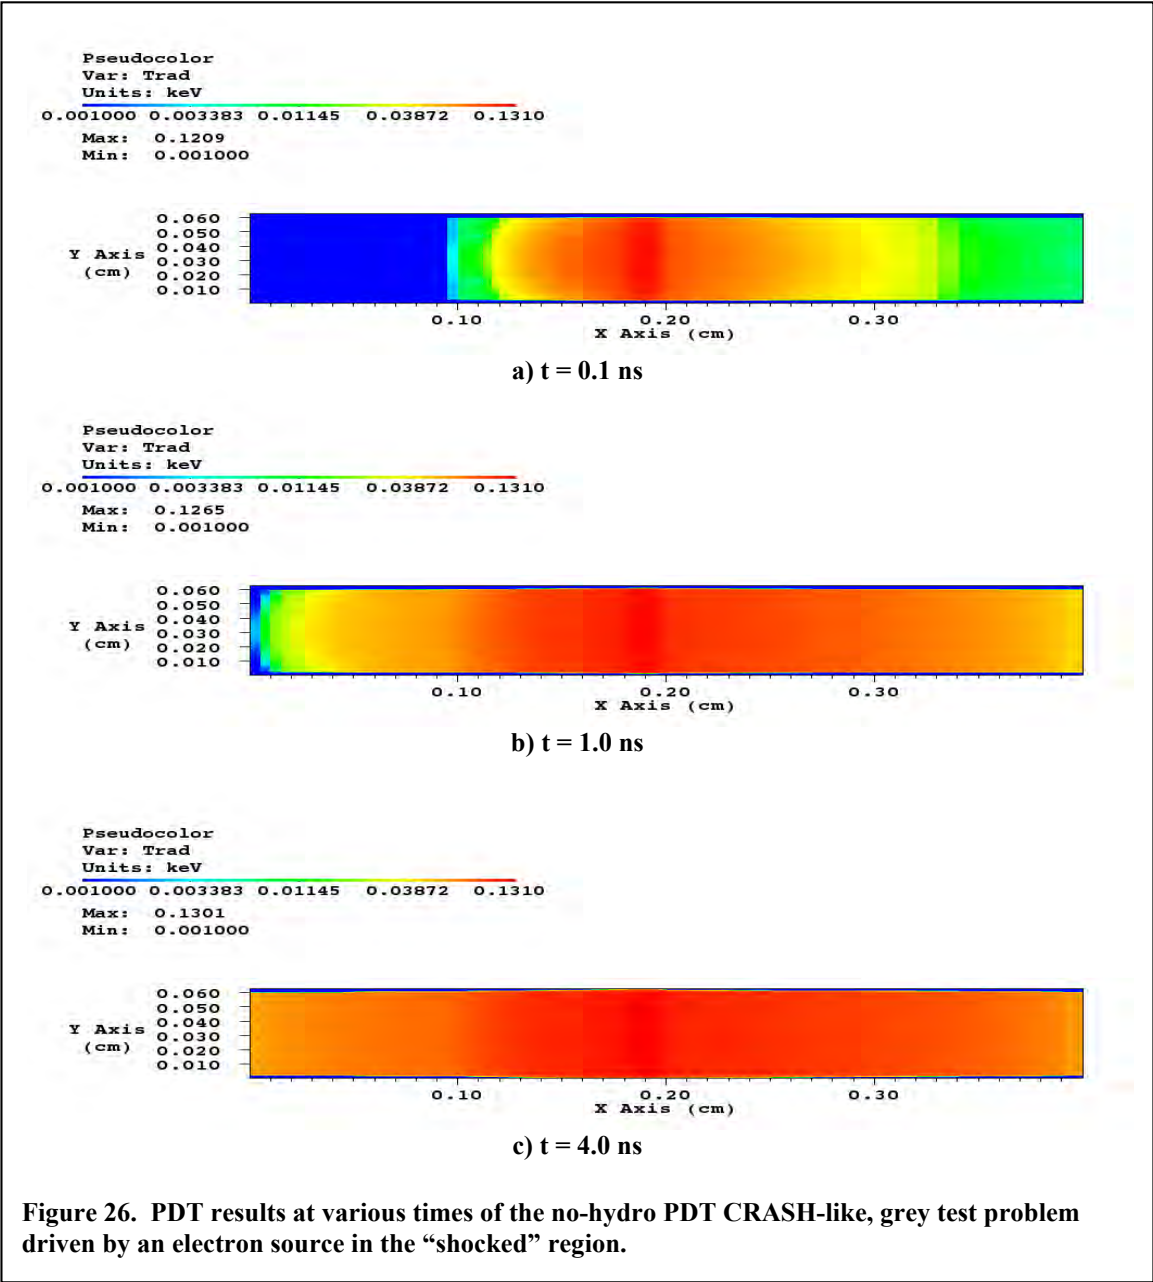 Pseudocolor
Var: Trad
Units: keV
0.001000 0.003383 0.01145 0.03872 0.1310
Max: 0.1209
Min: 0.001000
0.060
0.050
0.040
0.030
0.020
0.010
Y Axis
(cm)
0.10 0.20 0.30
X Axis (cm)
a) t = 0.1 ns
Pseudocolor
Var: Trad
Units: keV
0.001000 0.003383 0.01145 0.03872 0.1310
Max: 0.1265
Min: 0.001000
0.060
0.050
0.040
0.030
0.020
0.010
Y Axis
(cm)
0.10 0.20 0.30
X Axis (cm)
b) t = 1.0 ns
Pseudocolor
Var: Trad
Units: keV
0.001000 0.003383 0.01145 0.03872 0.1310
Max: 0.1301
Min: 0.001000
0.060
0.050
0.040
0.030
0.020
0.010
Y Axis
(cm)
0.10 0.20 0.30
X Axis (cm)
c) t = 4.0 ns
Figure 26. PDT results at various times of the no-hydro PDT CRASH-like, grey test problem
driven by an electron source in the “shocked” region.